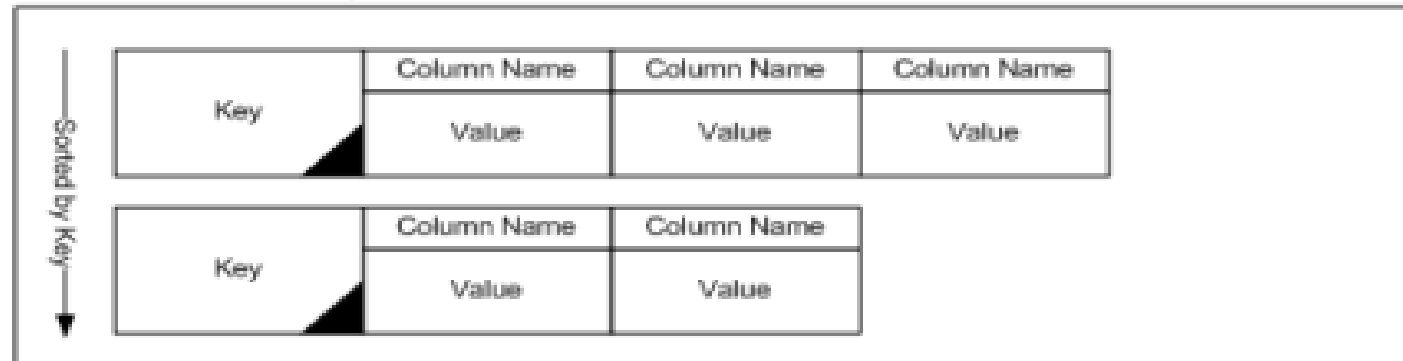 Sorted by Key
Key
Column Name Column Name Column Name
Value Value Value
Key
Column Name Column Name
Value Value